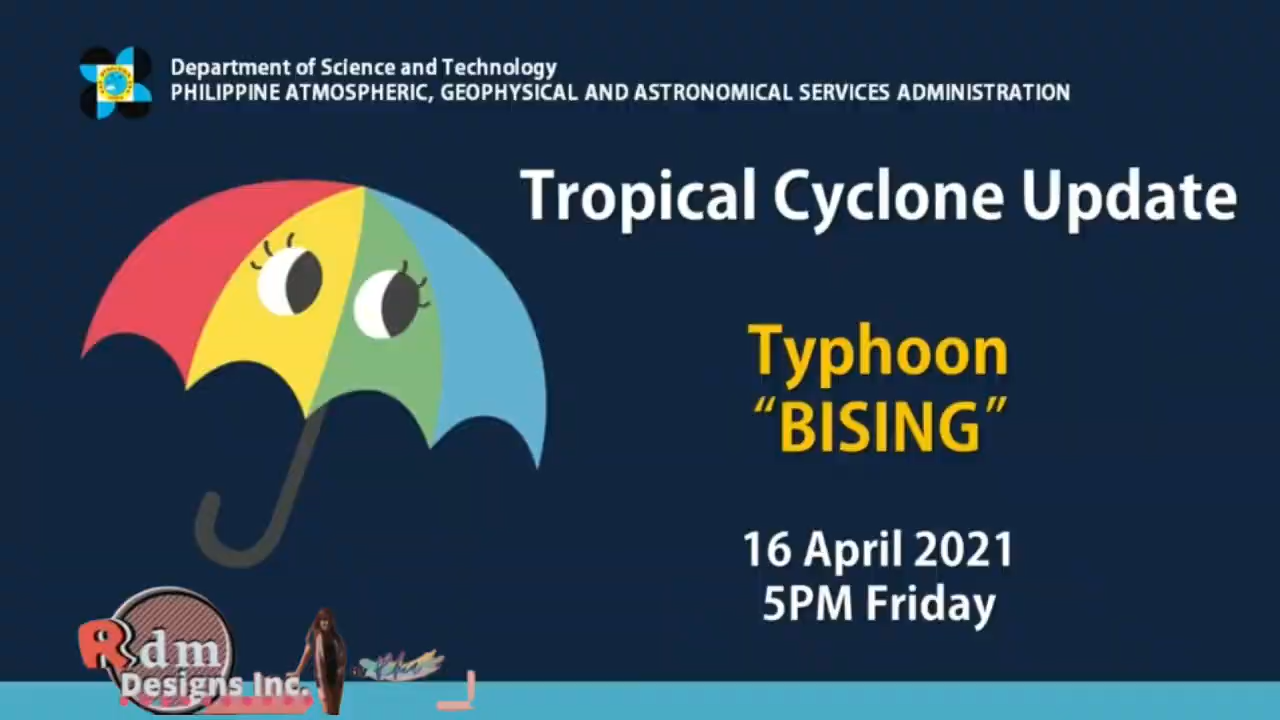 Department of Science and Technology
PHILIPPINE ATMOSPHERIC, GEOPHYSICAL AND ASTRONOMICAL SERVICES ADMINISTRATION
Tropical Cyclone Update
Typhoon
“BISING”
16 April 2021
5PM Friday
Rdm
Designs Inc.